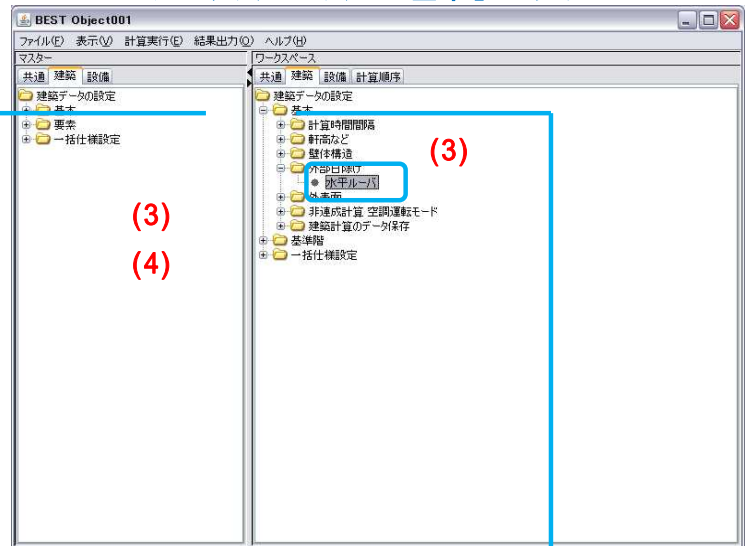 BEST Object001
ファイル(F) 表示(V) 計算実行(E) 結果出力(O) ヘルプ(H)
マスター
共通 建築 設備
建築データの設定
基本
要素
一括仕様設定
(3)
(4)
ワークスペース
共通 建築 設備 計算順序
建築データの設定
基本
計算時間間隔
軒高など
壁体構造
外部日除け
水平ルーバ
外表面
非連成計算 空調運転モード
建築計算のデータ保存
基準階
一括仕様設定
(3)